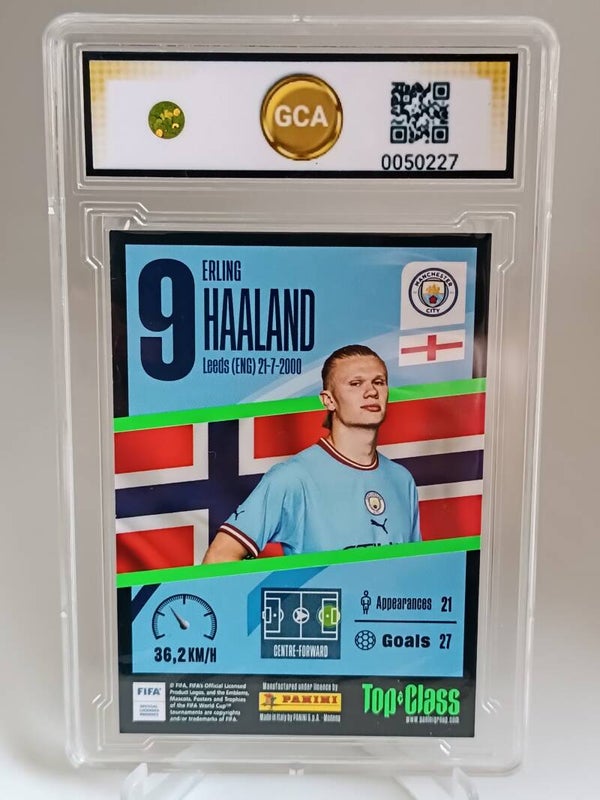 GCA
0050227
9
ERLING
HAALAND
Leeds (ENG) 21-7-2000
MANCHESTER
CITY
36,2 KM/H
CENTRE-FORWARD
Appearances 21
Goals 27
FIFA
OFFICIAL
LICENSED
PRODUCT
© FIFA, FIFA's Official Licensed
Product Logos, and the Emblems,
Mascots, Posters and Trophies
of the FIFA World Cup™
tournaments are copyrights
and/or trademarks of FIFA.
Manufactured under licence by
PANINI
Made in Italy by PANINI S.p.A. - Modena
Top Class
www.paninigroup.com